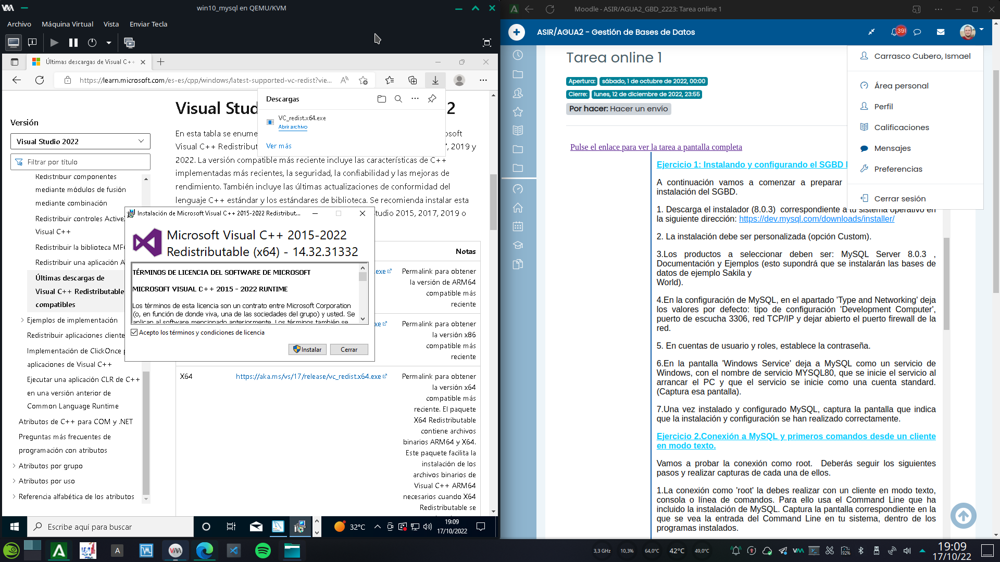 win10_mysql en QEMU/KVM
Archivo Máquina Virtual Vista Enviar Tecla
Últimas descargas de Visual C++
https://learn.microsoft.com/es-es/cpp/windows/latest-supported-vc-redist?vie...
Versión
Visual Studio 2022
Filtrar por título
Redistribuir componentes
mediante módulos de fusión
mediante combinación
Redistribuir controles Active
Visual C++
Redistribuir la biblioteca MF
Redistribuir una aplicación A
Últimas descargas de
Visual C++ Redistributable
compatibles
Ejemplos de implementación
Redistribuir aplicaciones cliente
Implementación de ClickOnce p
aplicaciones de Visual C++
Ejecutar una aplicación CLR de C++
en una versión anterior de
Common Language Runtime
Atributos de C++ para COM y .NET
Preguntas más frecuentes de
programación con atributos
Atributos por grupo
Atributos por uso
Referencia alfabética de los atributos
Visual Stud 2
En esta tabla se enume osoft
Visual C++ Redistribut , 2019 y
2022. La versión compatible más reciente incluye las características de C++
implementadas más recientes, la seguridad, la confiabilidad y las mejoras de
rendimiento. También incluye las últimas actualizaciones de conformidad del
lenguaje C++ estándar y los estándares de biblioteca. Se recomienda instalar esta
tudio 2015, 2017, 2019 o
Descargas
VC_redist.x64.exe
Abrir archivo
Ver más
Instalación de Microsoft Visual C++ 2015-2022 Redistribut...
Microsoft Visual C++ 2015-2022
Redistributable (x64) - 14.32.31332
TÉRMINOS DE LICENCIA DEL SOFTWARE DE MICROSOFT
MICROSOFT VISUAL C++ 2015 - 2022 RUNTIME
Los términos de esta licencia son un contrato entre Microsoft Corporation
(o, en función de donde viva, una de las sociedades del grupo) y usted. Se
aplican al software mencionado anteriormente. Los términos también se
Acepto los términos y condiciones de licencia
Instalar Cerrar
Notas
.exe Permalink para obtener
la versión de ARM64
compatible más
reciente
xe Permalink para obtener
la versión x86
compatible más
reciente
X64 https://aka.ms/vs/17/release/vc_redist.x64.exe Permalink para obtener
la versión x64
compatible más
reciente. El paquete
X64 Redistributable
contiene archivos
binarios ARM64 y X64.
Este paquete facilita la
instalación de los
archivos binarios de
Visual C++ ARM64
necesarios cuando X64
Redistributable se
Escribe aquí para buscar
32°C
19:09
17/10/2022
Moodle - ASIR/AGUA2_GBD_2223: Tarea online 1
ASIR/AGUA2 - Gestión de Bases de Datos
391
Tarea online 1
Apertura: sábado, 1 de octubre de 2022, 00:00
Cierre: lunes, 12 de diciembre de 2022, 23:55
Por hacer: Hacer un envío
Carrasco Cubero, Ismael
Área personal
Perfil
Calificaciones
Mensajes
Preferencias
Cerrar sesión
Pulse el enlace para ver la tarea a pantalla completa
Ejercicio 1: Instalando y configurando el SGBD
A continuación vamos a comenzar a preparar
instalación del SGBD.
1. Descarga el instalador (8.0.3) correspondiente a tu sistema operativo en
la siguiente dirección: https://dev.mysql.com/downloads/installer/
2. La instalación debe ser personalizada (opción Custom).
3.Los productos a seleccionar deben ser: MySQL Server 8.0.3 ,
Documentación y Ejemplos (esto supondrá que se instalarán las bases de
datos de ejemplo Sakila y
World).
4.En la configuración de MySQL, en el apartado 'Type and Networking' deja
los valores por defecto: tipo de configuración 'Development Computer',
puerto de escucha 3306, red TCP/IP y dejar abierto el puerto firewall de la
red.
5. En cuentas de usuario y roles, establece la contraseña.
6.En la pantalla 'Windows Service' deja a MySQL como un servicio de
Windows, con el nombre de servicio MYSQL80, que se inicie el servicio al
arrancar el PC y que el servicio se inicie como una cuenta standard.
(Captura esa pantalla).
7.Una vez instalado y configurado MySQL, captura la pantalla que indica
que la instalación y configuración se han realizado correctamente.
Ejercicio 2.Conexión a MySQL y primeros comandos desde un cliente
en modo texto.
Vamos a probar la conexión como root. Deberás seguir los siguientes
pasos y realizar capturas de cada una de ellos.
1.La conexión como 'root' la debes realizar con un cliente en modo texto,
consola o línea de comandos. Para ello usa el Command Line que ha
incluido la instalación de MySQL. Captura la pantalla correspondiente en la
que se vea la entrada del Command Line en tu sistema, dentro de los
programas instalados.
3,3 GHz 10,3% 64,0°C 42°C 49,0°C
92%
19:09
17/10/22